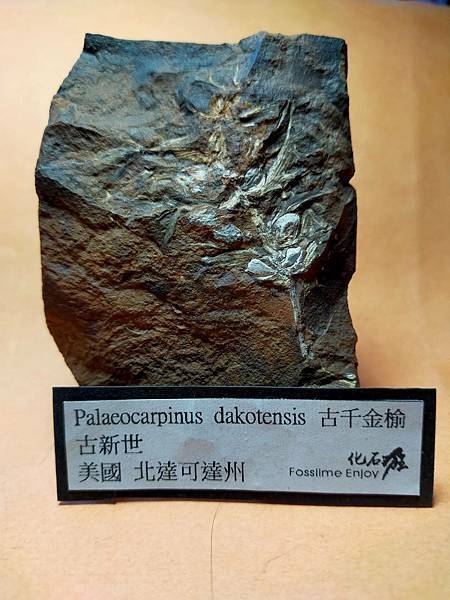 Palaeocarpinus dakotensis 古千金榆
古新世
美國 北達可達州
化石
Fossilme Enjoy